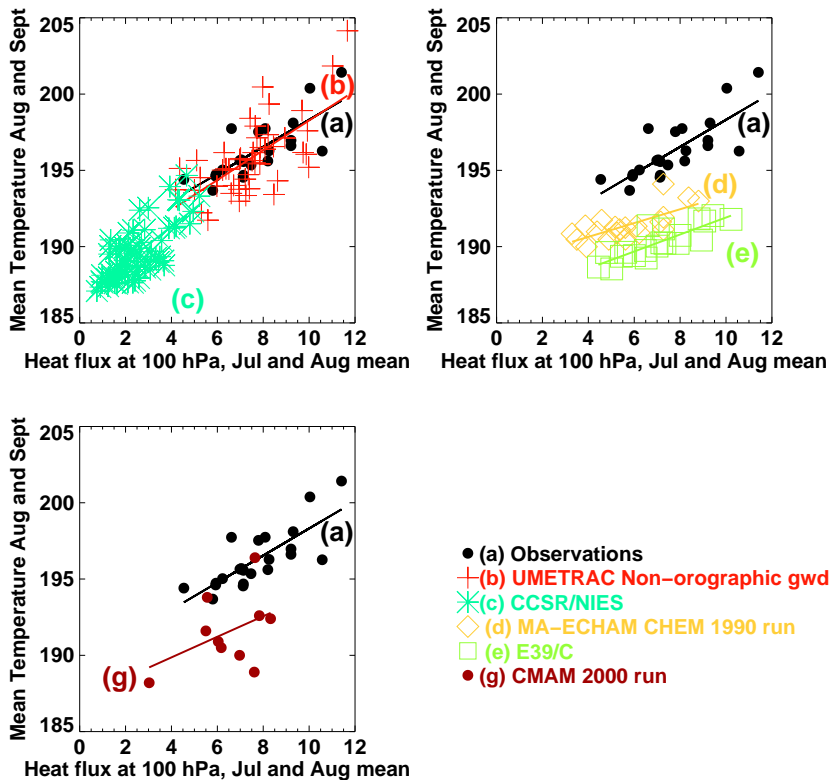 205
200
195
190
185
Mean Temperature Aug and Sept
(b)
(a)
(c)
0 2 4 6 8 10 12
Heat flux at 100 hPa, Jul and Aug mean
205
200
195
190
185
Mean Temperature Aug and Sept
(a)
(d)
(e)
0 2 4 6 8 10 12
Heat flux at 100 hPa, Jul and Aug mean
205
200
195
190
185
Mean Temperature Aug and Sept
(a)
(g)
0 2 4 6 8 10 12
Heat flux at 100 hPa, Jul and Aug mean
(a) Observations
(b) UMETRAC Non−orographic gwd
(c) CCSR/NIES
(d) MA−ECHAM CHEM 1990 run
(e) E39/C
(g) CMAM 2000 run